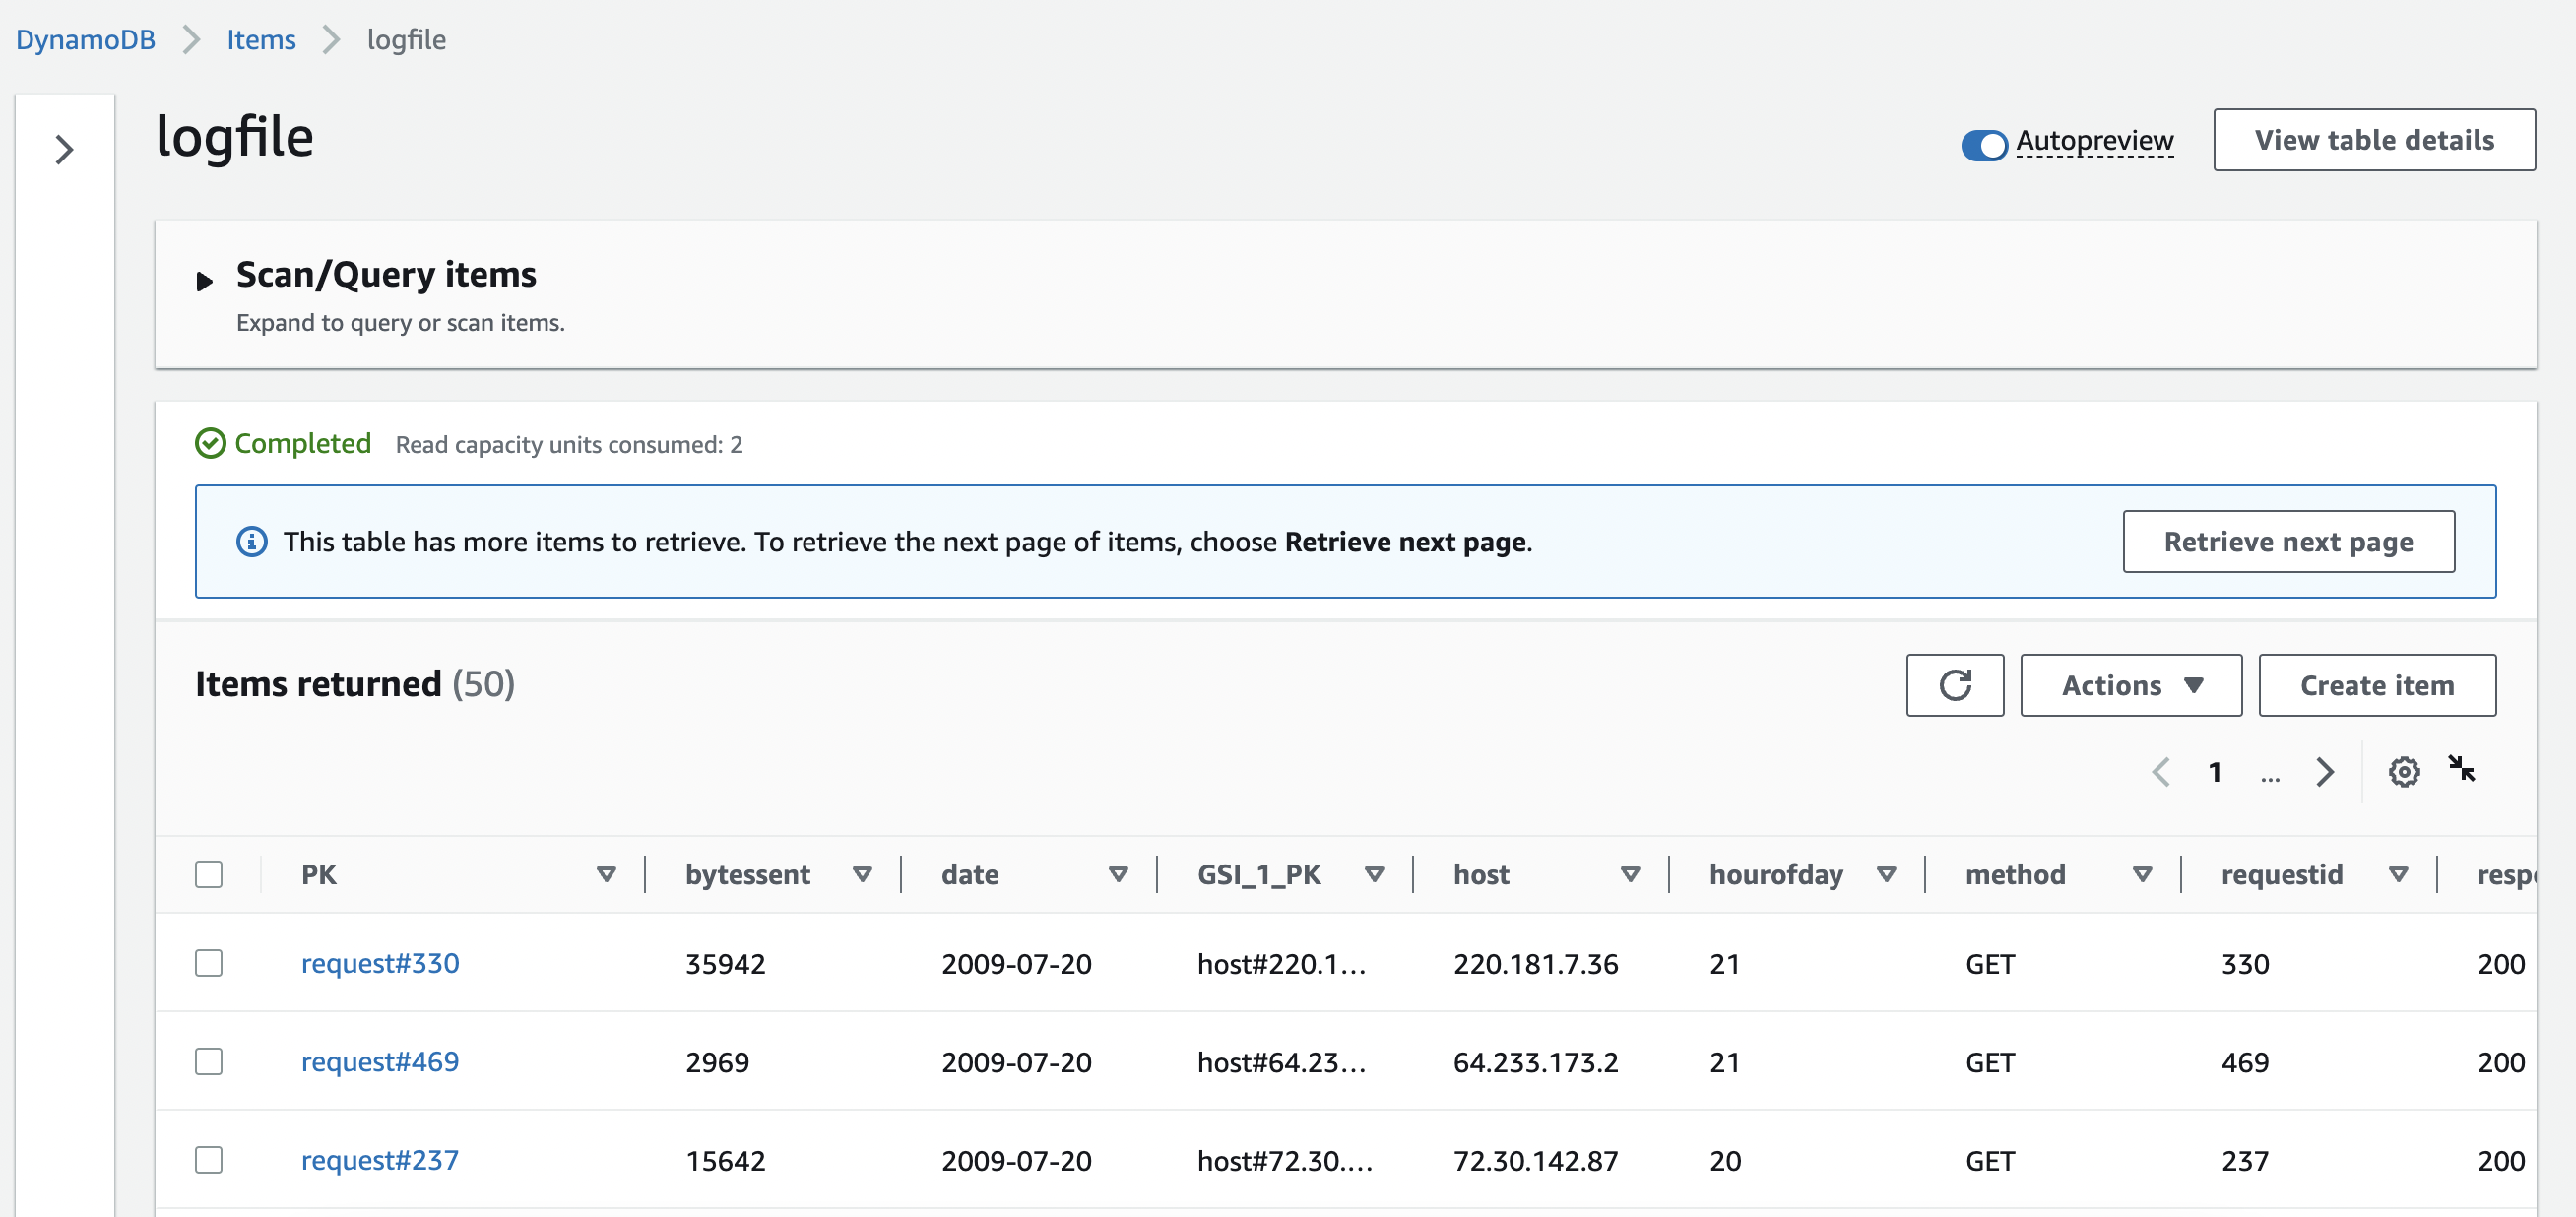 DynamoDB Items logfile
logfile
Autopreview
View table details
Scan/Query items
Expand to query or scan items.
Completed Read capacity units consumed: 2
This table has more items to retrieve. To retrieve the next page of items, choose Retrieve next page.
Retrieve next page
Items returned (50)
Actions
Create item
1 ...
PK bytessent date GSI_1_PK host hourofday method requestid resp
request#330 35942 2009-07-20 host#220.1... 220.181.7.36 21 GET 330 200
request#469 2969 2009-07-20 host#64.23... 64.233.173.2 21 GET 469 200
request#237 15642 2009-07-20 host#72.30.... 72.30.142.87 20 GET 237 200